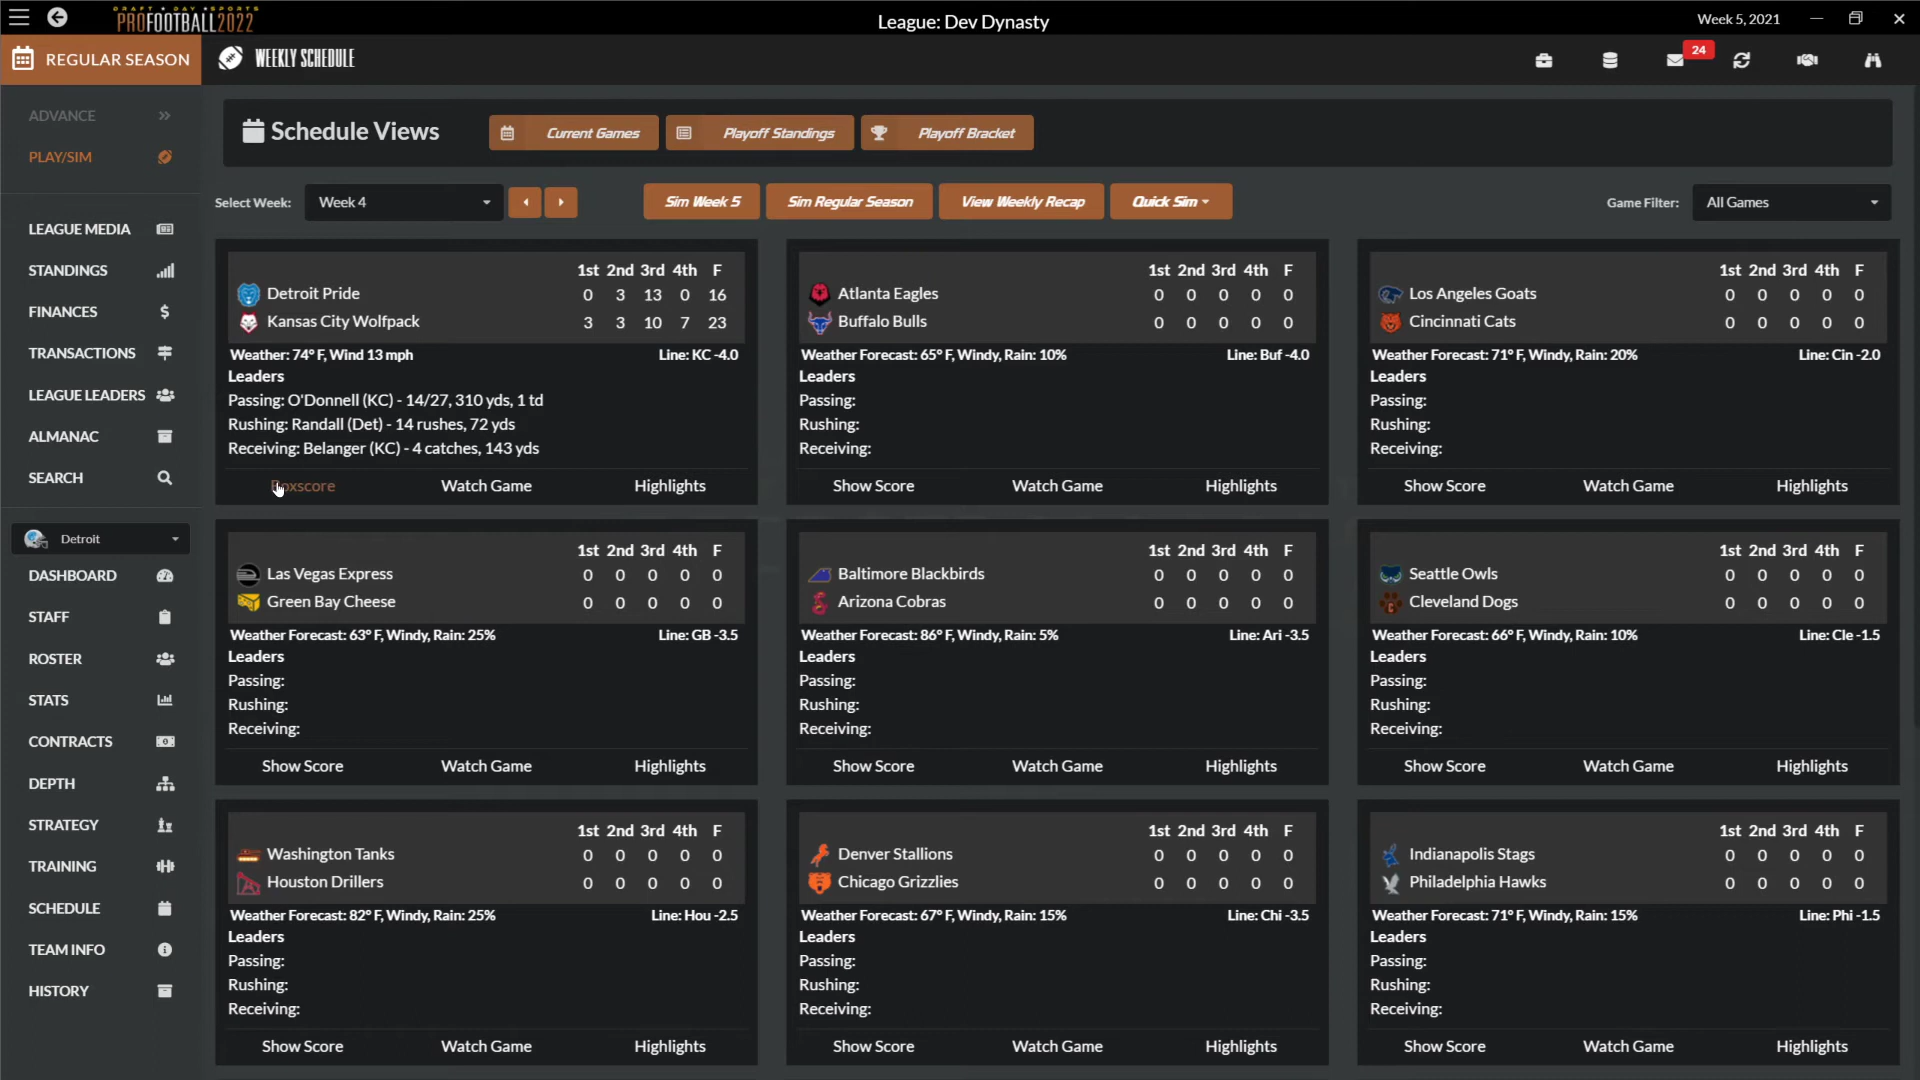 DRAFT DAY SPORTS
PROFOOTBALL2022
League: Dev Dynasty
Week 5, 2021
REGULAR SEASON
WEEKLY SCHEDULE
24
ADVANCE
PLAY/SIM
LEAGUE MEDIA
STANDINGS
FINANCES
TRANSACTIONS
LEAGUE LEADERS
ALMANAC
SEARCH
Detroit
DASHBOARD
STAFF
ROSTER
STATS
CONTRACTS
DEPTH
STRATEGY
TRAINING
SCHEDULE
TEAM INFO
HISTORY
Schedule Views
Current Games
Playoff Standings
Playoff Bracket
Select Week: Week 4
Sim Week 5
Sim Regular Season
View Weekly Recap
Quick Sim
Game Filter: All Games
1st 2nd 3rd 4th F
Detroit Pride 0 3 13 0 16
Kansas City Wolfpack 3 3 10 7 23
Weather: 74° F, Wind 13 mph Line: KC -4.0
Leaders
Passing: O'Donnell (KC) - 14/27, 310 yds, 1 td
Rushing: Randall (Det) - 14 rushes, 72 yds
Receiving: Belanger (KC) - 4 catches, 143 yds
Boxscore Watch Game Highlights
1st 2nd 3rd 4th F
Atlanta Eagles 0 0 0 0 0
Buffalo Bulls 0 0 0 0 0
Weather Forecast: 65° F, Windy, Rain: 10% Line: Buf -4.0
Leaders
Passing:
Rushing:
Receiving:
Show Score Watch Game Highlights
1st 2nd 3rd 4th F
Los Angeles Goats 0 0 0 0 0
Cincinnati Cats 0 0 0 0 0
Weather Forecast: 71° F, Windy, Rain: 20% Line: Cin -2.0
Leaders
Passing:
Rushing:
Receiving:
Show Score Watch Game Highlights
1st 2nd 3rd 4th F
Las Vegas Express 0 0 0 0 0
Green Bay Cheese 0 0 0 0 0
Weather Forecast: 63° F, Windy, Rain: 25% Line: GB -3.5
Leaders
Passing:
Rushing:
Receiving:
Show Score Watch Game Highlights
1st 2nd 3rd 4th F
Baltimore Blackbirds 0 0 0 0 0
Arizona Cobras 0 0 0 0 0
Weather Forecast: 86° F, Windy, Rain: 5% Line: Ari -3.5
Leaders
Passing:
Rushing:
Receiving:
Show Score Watch Game Highlights
1st 2nd 3rd 4th F
Seattle Owls 0 0 0 0 0
Cleveland Dogs 0 0 0 0 0
Weather Forecast: 66° F, Windy, Rain: 10% Line: Cle -1.5
Leaders
Passing:
Rushing:
Receiving:
Show Score Watch Game Highlights
1st 2nd 3rd 4th F
Washington Tanks 0 0 0 0 0
Houston Drillers 0 0 0 0 0
Weather Forecast: 82° F, Windy, Rain: 25% Line: Hou -2.5
Leaders
Passing:
Rushing:
Receiving:
Show Score Watch Game Highlights
1st 2nd 3rd 4th F
Denver Stallions 0 0 0 0 0
Chicago Grizzlies 0 0 0 0 0
Weather Forecast: 67° F, Windy, Rain: 15% Line: Chi -3.5
Leaders
Passing:
Rushing:
Receiving:
Show Score Watch Game Highlights
1st 2nd 3rd 4th F
Indianapolis Stags 0 0 0 0 0
Philadelphia Hawks 0 0 0 0 0
Weather Forecast: 71° F, Windy, Rain: 15% Line: Phi -1.5
Leaders
Passing:
Rushing:
Receiving:
Show Score Watch Game Highlights